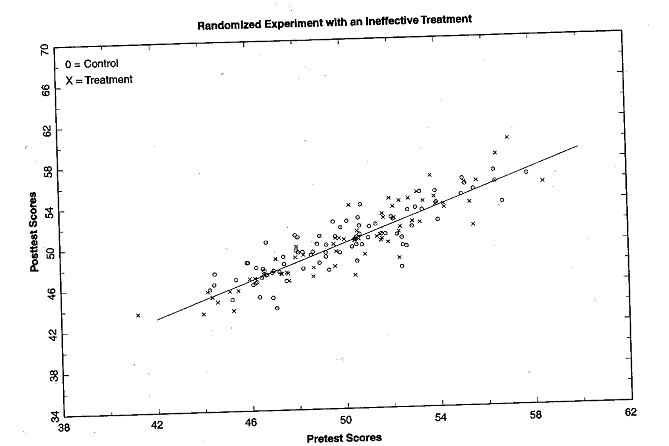 Randomized Experiment with an Ineffective Treatment
O = Control
X = Treatment
70
66
62
58
54
50
46
42
38
34
Posttest Scores
38 42 46 50 54 58 62
Pretest Scores